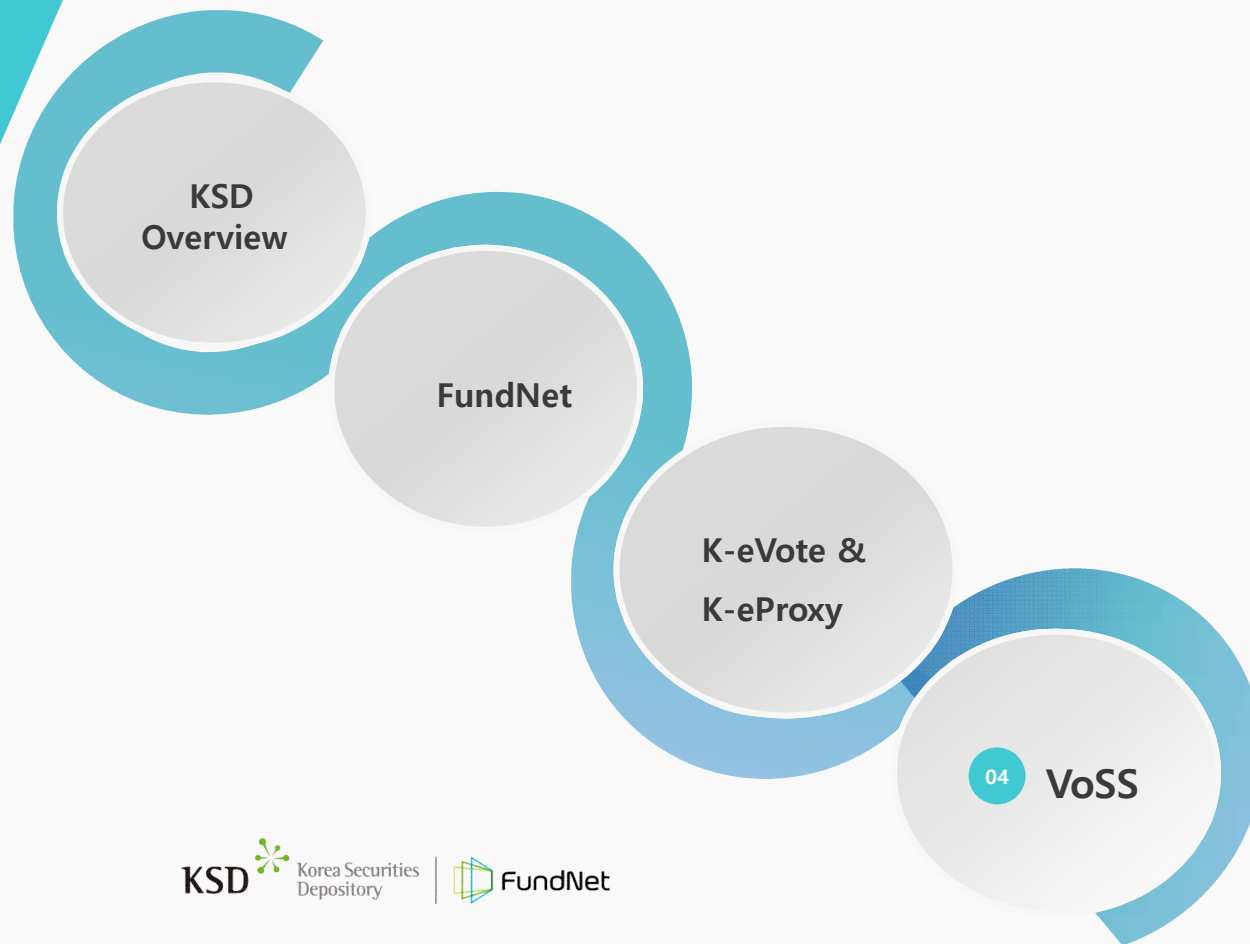 KSD
Overview
FundNet
K-eVote &
K-eProxy
04 VoSS
KSD Korea Securities
Depository
FundNet